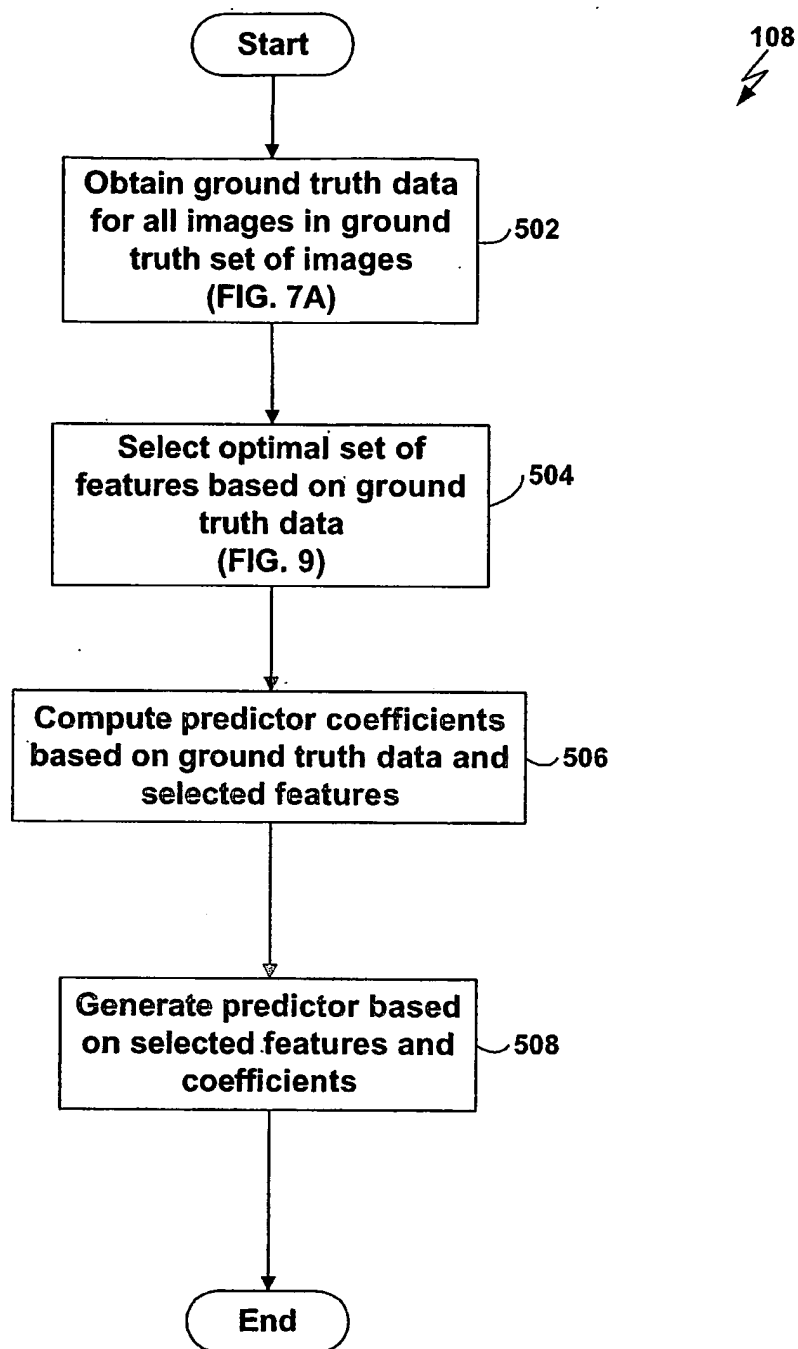 Start
108
Obtain ground truth data
for all images in ground
truth set of images
(FIG. 7A)
502
Select optimal set of
features based on ground
truth data
(FIG. 9)
504
Compute predictor coefficients
based on ground truth data and
selected features
506
Generate predictor based
on selected features and
coefficients
508
End